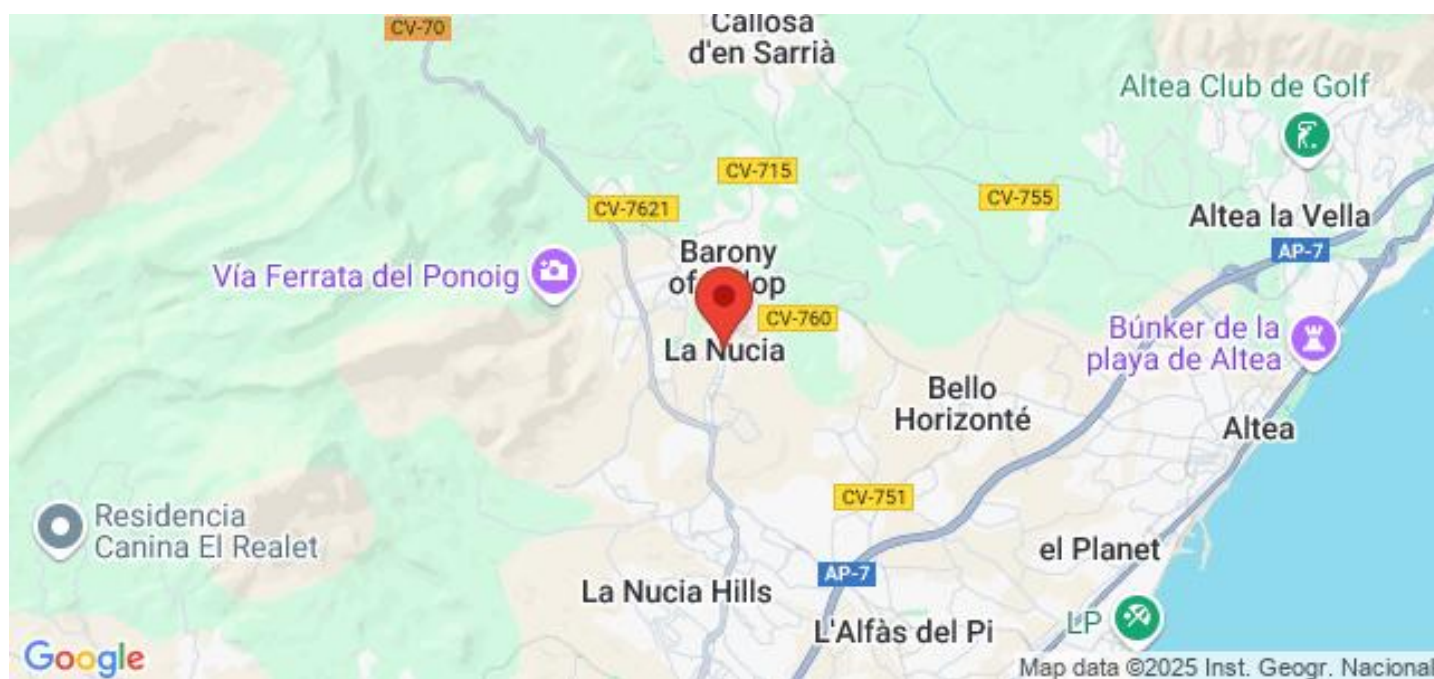 CV-70
Callosa
d'en Sarrià
Altea Club de Golf
CV-715
CV-7621
CV-755
Altea la Vella
AP-7
Barony
of
Vía Ferrata del Ponoig
CV-760
La Nucia
Búnker de la
playa de Altea
Bello
Horizonté
Altea
CV-751
Residencia
Canina El Realet
el Planet
AP-7
La Nucia Hills
L'Alfàs del Pi
LP
Google
Map data ©2025 Inst. Geogr. Nacional